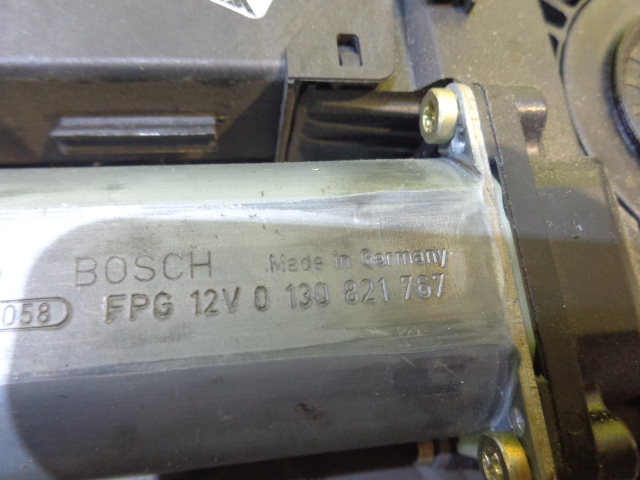 BOSCH Made in Germany
058 FPG 12V 0 130 821 767